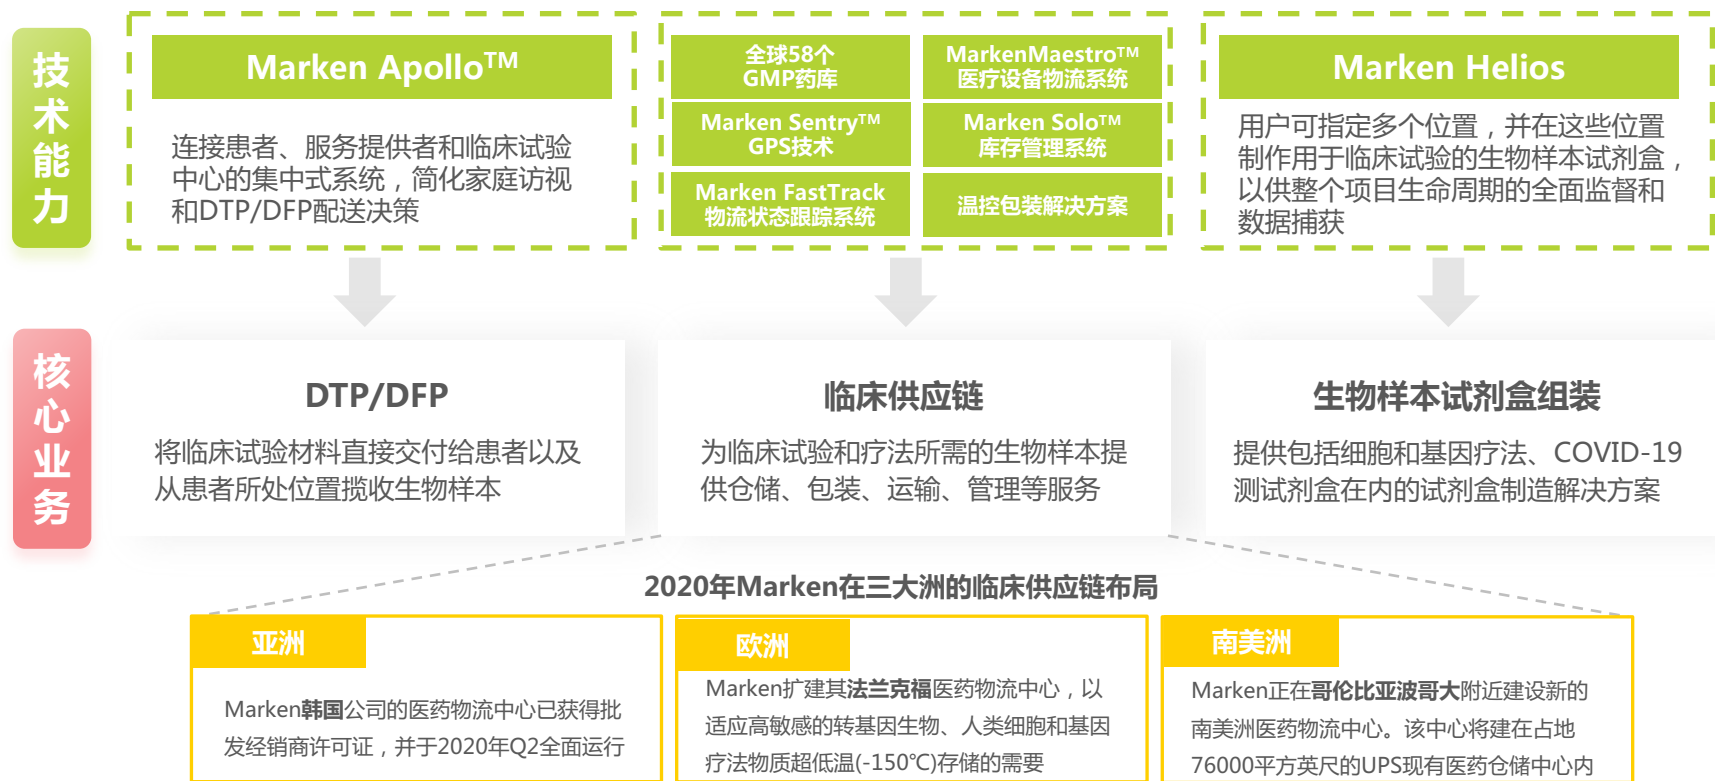 技术能力
Marken Apollo™
连接患者、服务提供者和临床试验
中心的集中式系统，简化家庭访视
和DTP/DFP配送决策
全球58个
GMP药库
MarkenMaestro™
医疗设备物流系统
Marken Sentry™
GPS技术
Marken Solo™
库存管理系统
Marken FastTrack
物流状态跟踪系统
温控包装解决方案
Marken Helios
用户可指定多个位置，并在这些位置
制作用于临床试验的生物样本试剂盒，
以供整个项目生命周期的全面监督和
数据捕获
核心业务
DTP/DFP
将临床试验材料直接交付给患者以及
从患者所处位置揽收生物样本
临床供应链
为临床试验和疗法所需的生物样本提
供仓储、包装、运输、管理等服务
生物样本试剂盒组装
提供包括细胞和基因疗法、COVID-19
测试剂盒在内的试剂盒制造解决方案
2020年Marken在三大洲的临床供应链布局
亚洲
Marken韩国公司的医药物流中心已获得批
发经销商许可证，并于2020年Q2全面运行
欧洲
Marken扩建其法兰克福医药物流中心，以
适应高敏感的转基因生物、人类细胞和基因
疗法物质超低温(-150℃)存储的需要
南美洲
Marken正在哥伦比亚波哥大附近建设新的
南美洲医药物流中心。该中心将建在占地
76000平方英尺的UPS现有医药仓储中心内